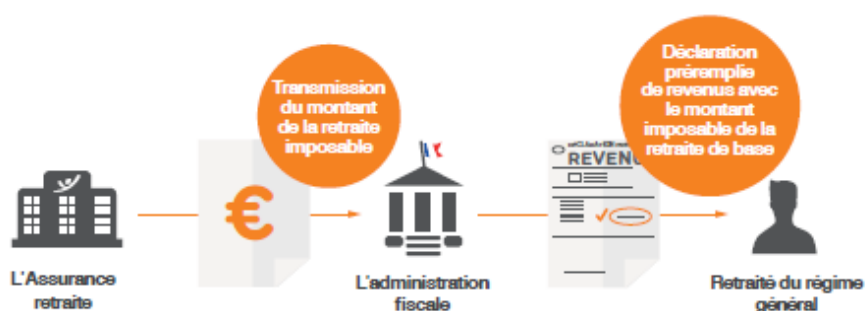 Transmission
du montant
de la retraite
imposable
Déclaration
préremplie
de revenus avec
le montant
imposable de la
retraite de base
€
REVENU
L'Assurance
retraite
L'administration
fiscale
Retraité du régime
général